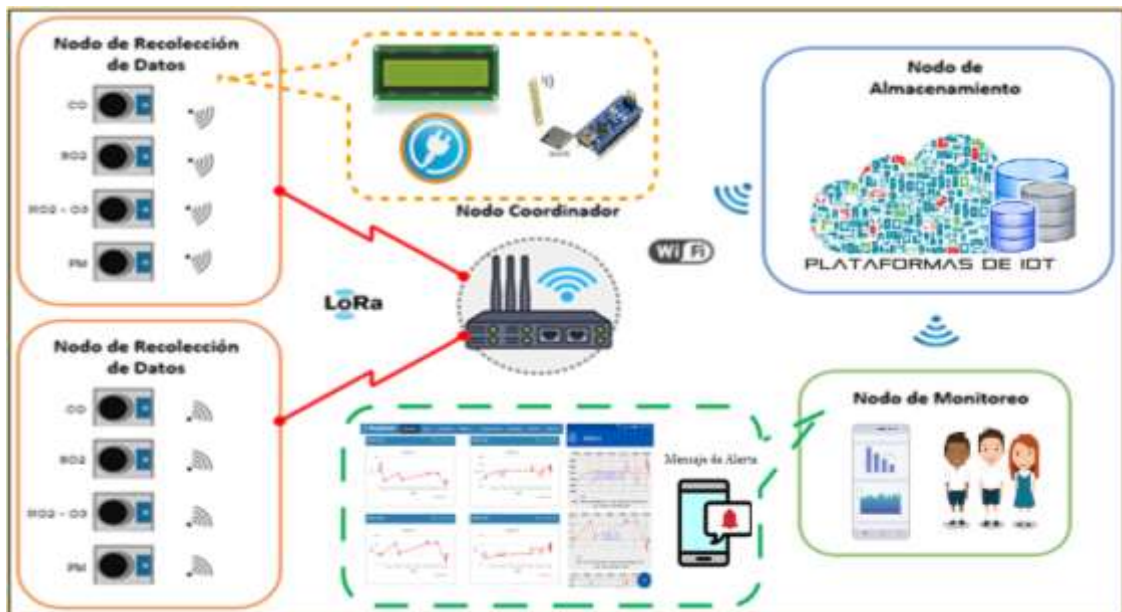 Nodo de Recolección
de Datos
CO
SO2
NO2 - O3
PM
Nodo Coordinador
LoRa
Wi Fi
Nodo de
Almacenamiento
PLATAFORMAS DE IOT
Nodo de Recolección
de Datos
CO
SO2
NO2 - O3
PM
Mensaje de Alerta
Nodo de Monitoreo